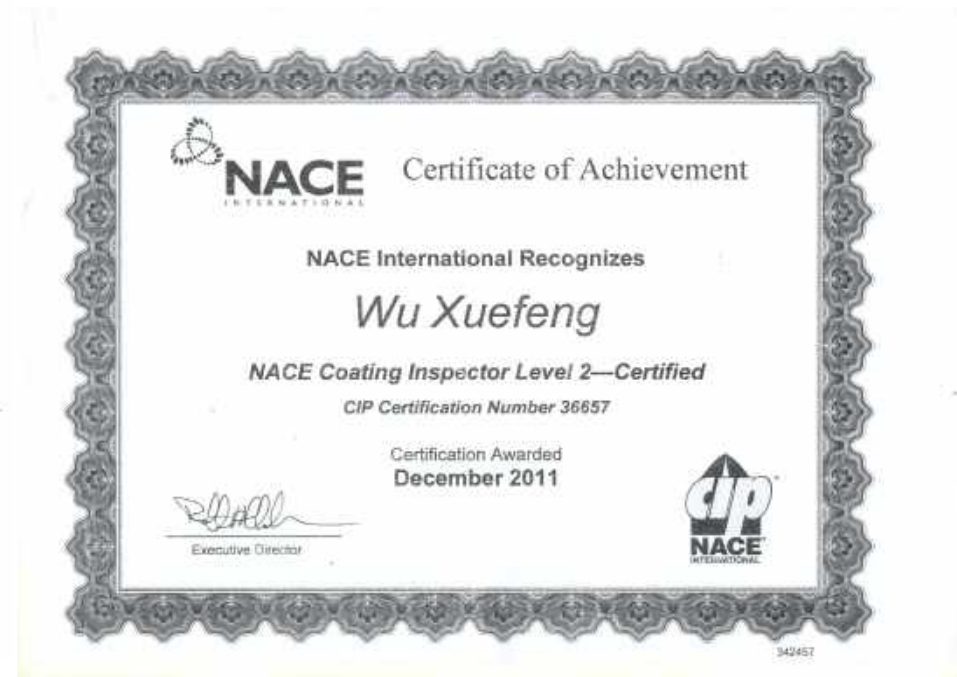 NACE
INTERNATIONAL
Certificate of Achievement
NACE International Recognizes
Wu Xuefeng
NACE Coating Inspector Level 2—Certified
CIP Certification Number 36657
Certification Awarded
December 2011
Executive Director
cip
NACE
INTERNATIONAL
342457